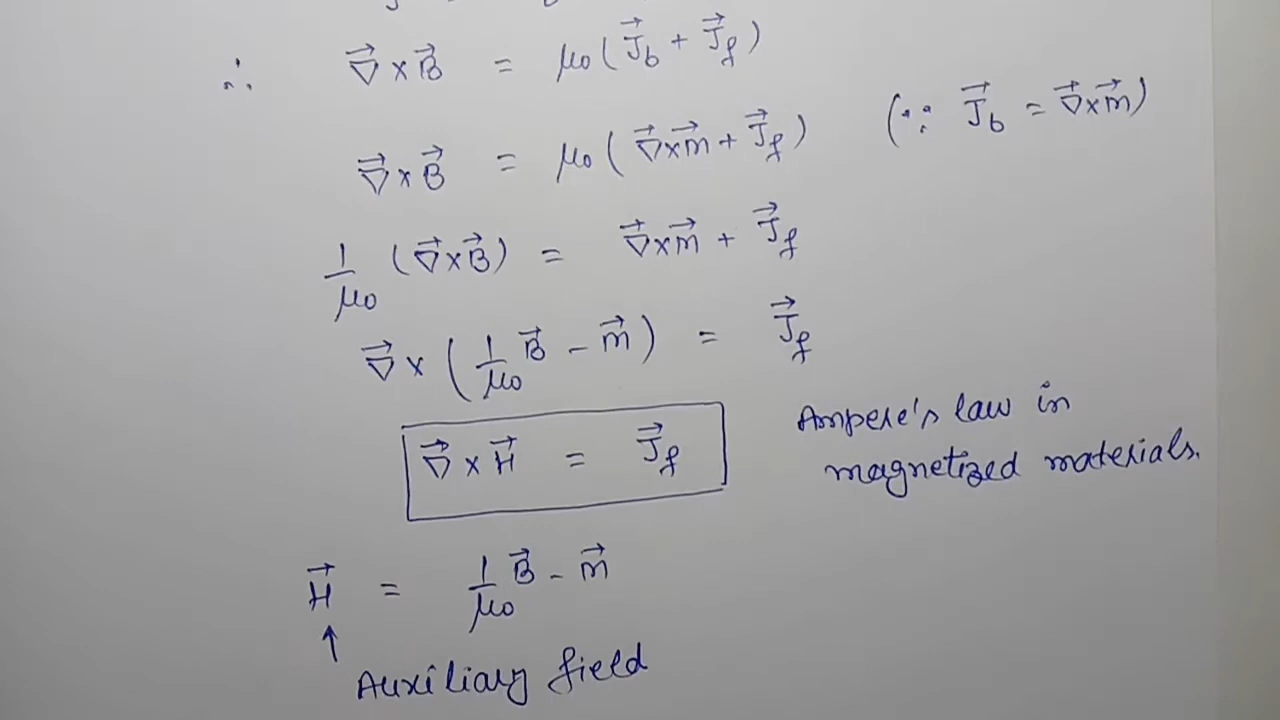 ∴ ∇⃗ × B⃗ = μ₀ ( J⃗_b + J⃗_f )
∇⃗ × B⃗ = μ₀ ( ∇⃗ × m⃗ + J⃗_f ) (∵ J⃗_b = ∇⃗ × m⃗ )
1/μ₀ ( ∇⃗ × B⃗ ) = ∇⃗ × m⃗ + J⃗_f
∇⃗ × ( 1/μ₀ B⃗ - m⃗ ) = J⃗_f
∇⃗ × H⃗ = J⃗_f Ampere's law in
magnetized materials.
H⃗ = 1/μ₀ B⃗ - m⃗
↑
Auxiliary field